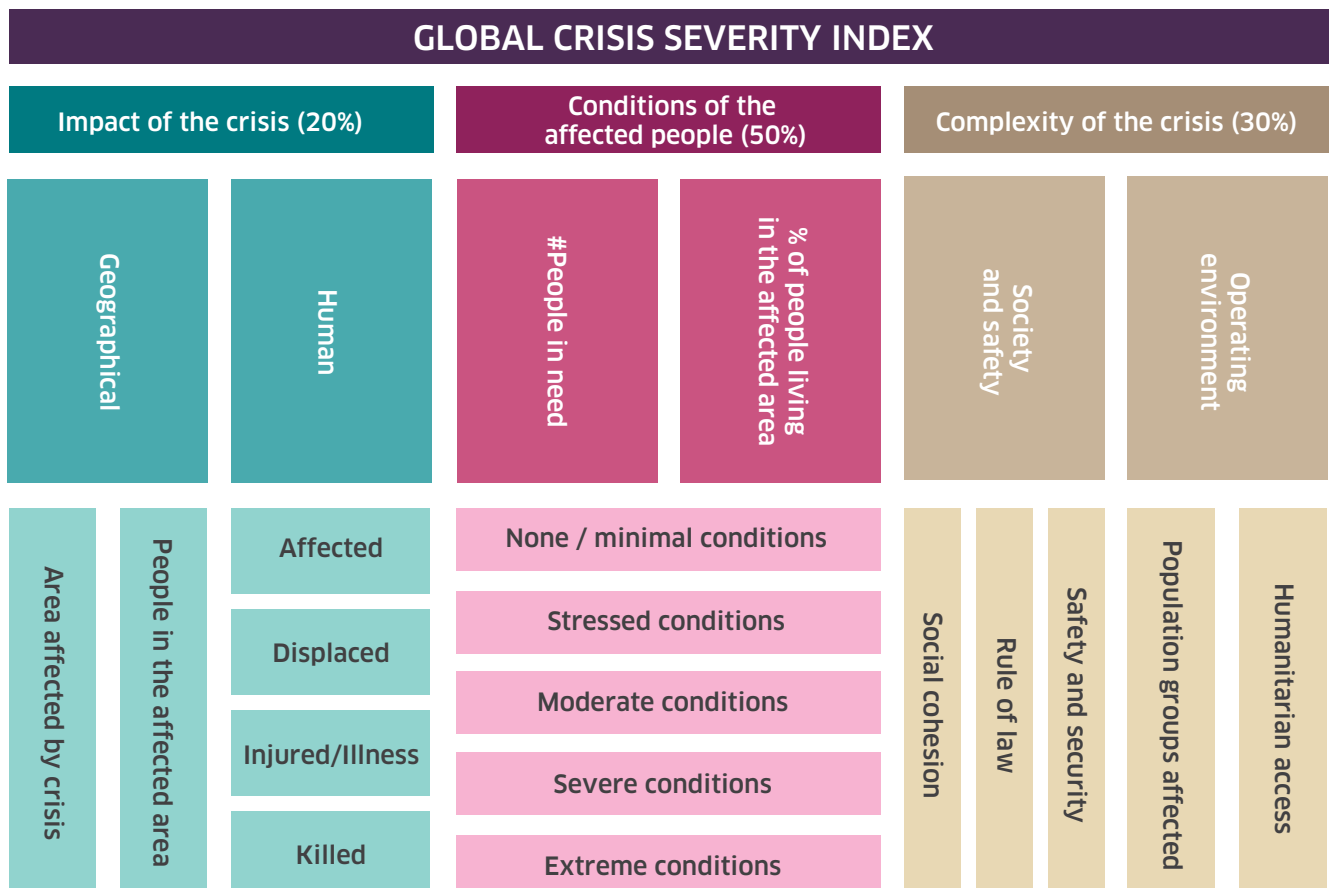 GLOBAL CRISIS SEVERITY INDEX
Impact of the crisis (20%)
Conditions of the
affected people (50%)
Complexity of the crisis (30%)
Geographical
Human
#People in need
% of people living
in the affected area
Society
and safety
Operating
environment
Area affected by crisis
People in the affected area
Affected
Displaced
Injured/Illness
Killed
None / minimal conditions
Stressed conditions
Moderate conditions
Severe conditions
Extreme conditions
Social cohesion
Rule of law
Safety and security
Population groups affected
Humanitarian access